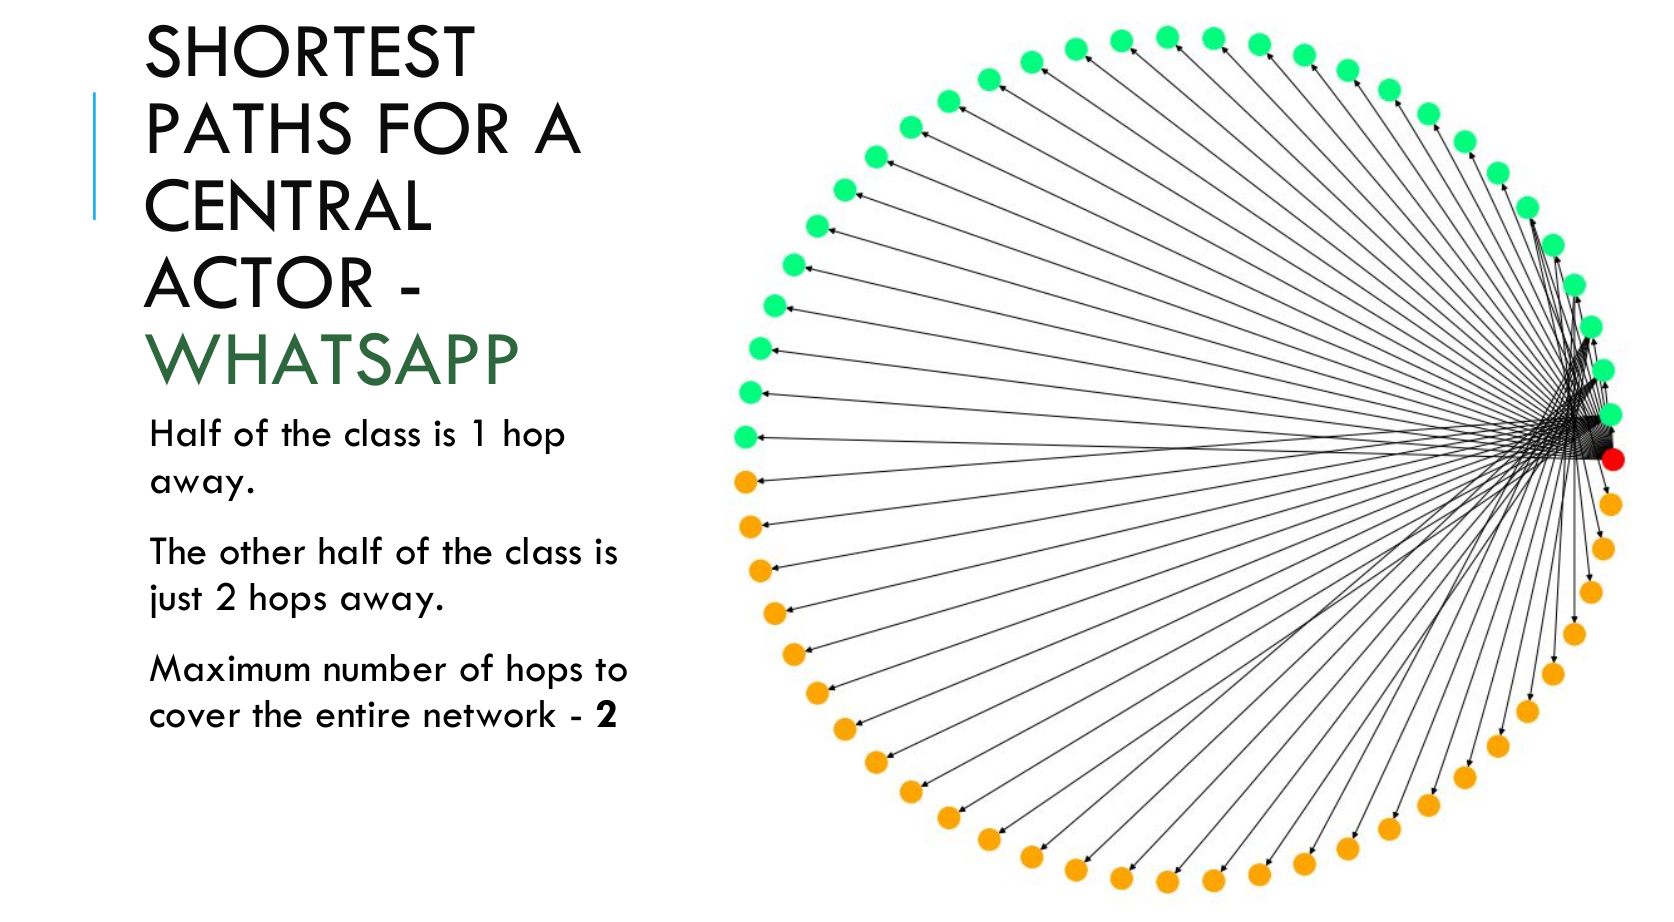 SHORTEST
PATHS FOR A
CENTRAL
ACTOR -
WHATSAPP
Half of the class is 1 hop
away.
The other half of the class is
just 2 hops away.
Maximum number of hops to
cover the entire network - 2